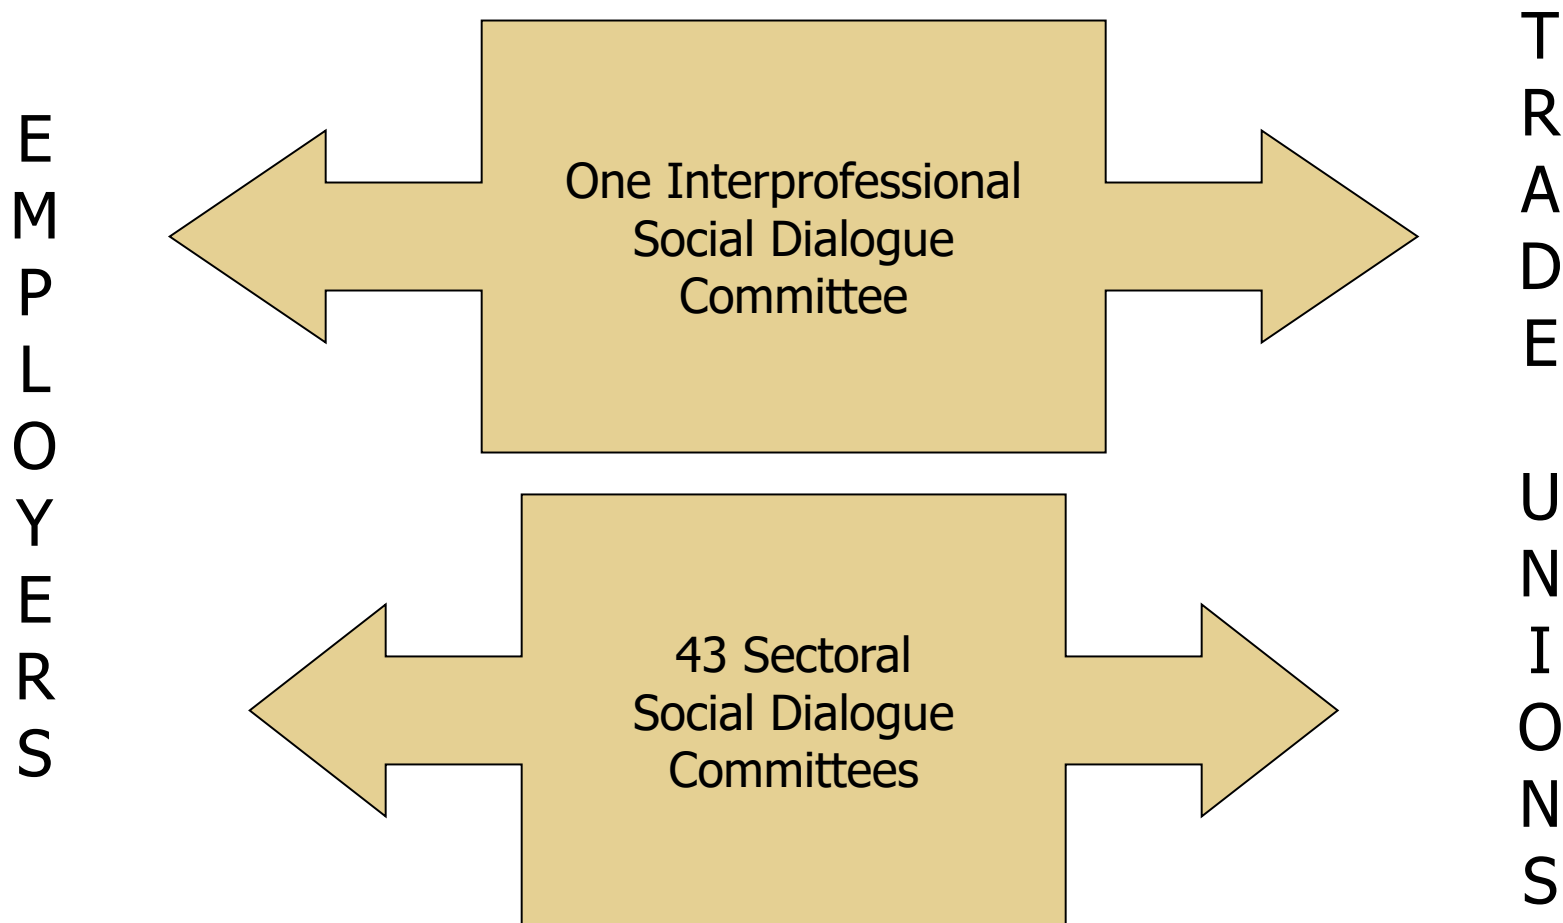 EMPLOYERS
One Interprofessional
Social Dialogue
Committee
43 Sectoral
Social Dialogue
Committees
TRADE UNIONS